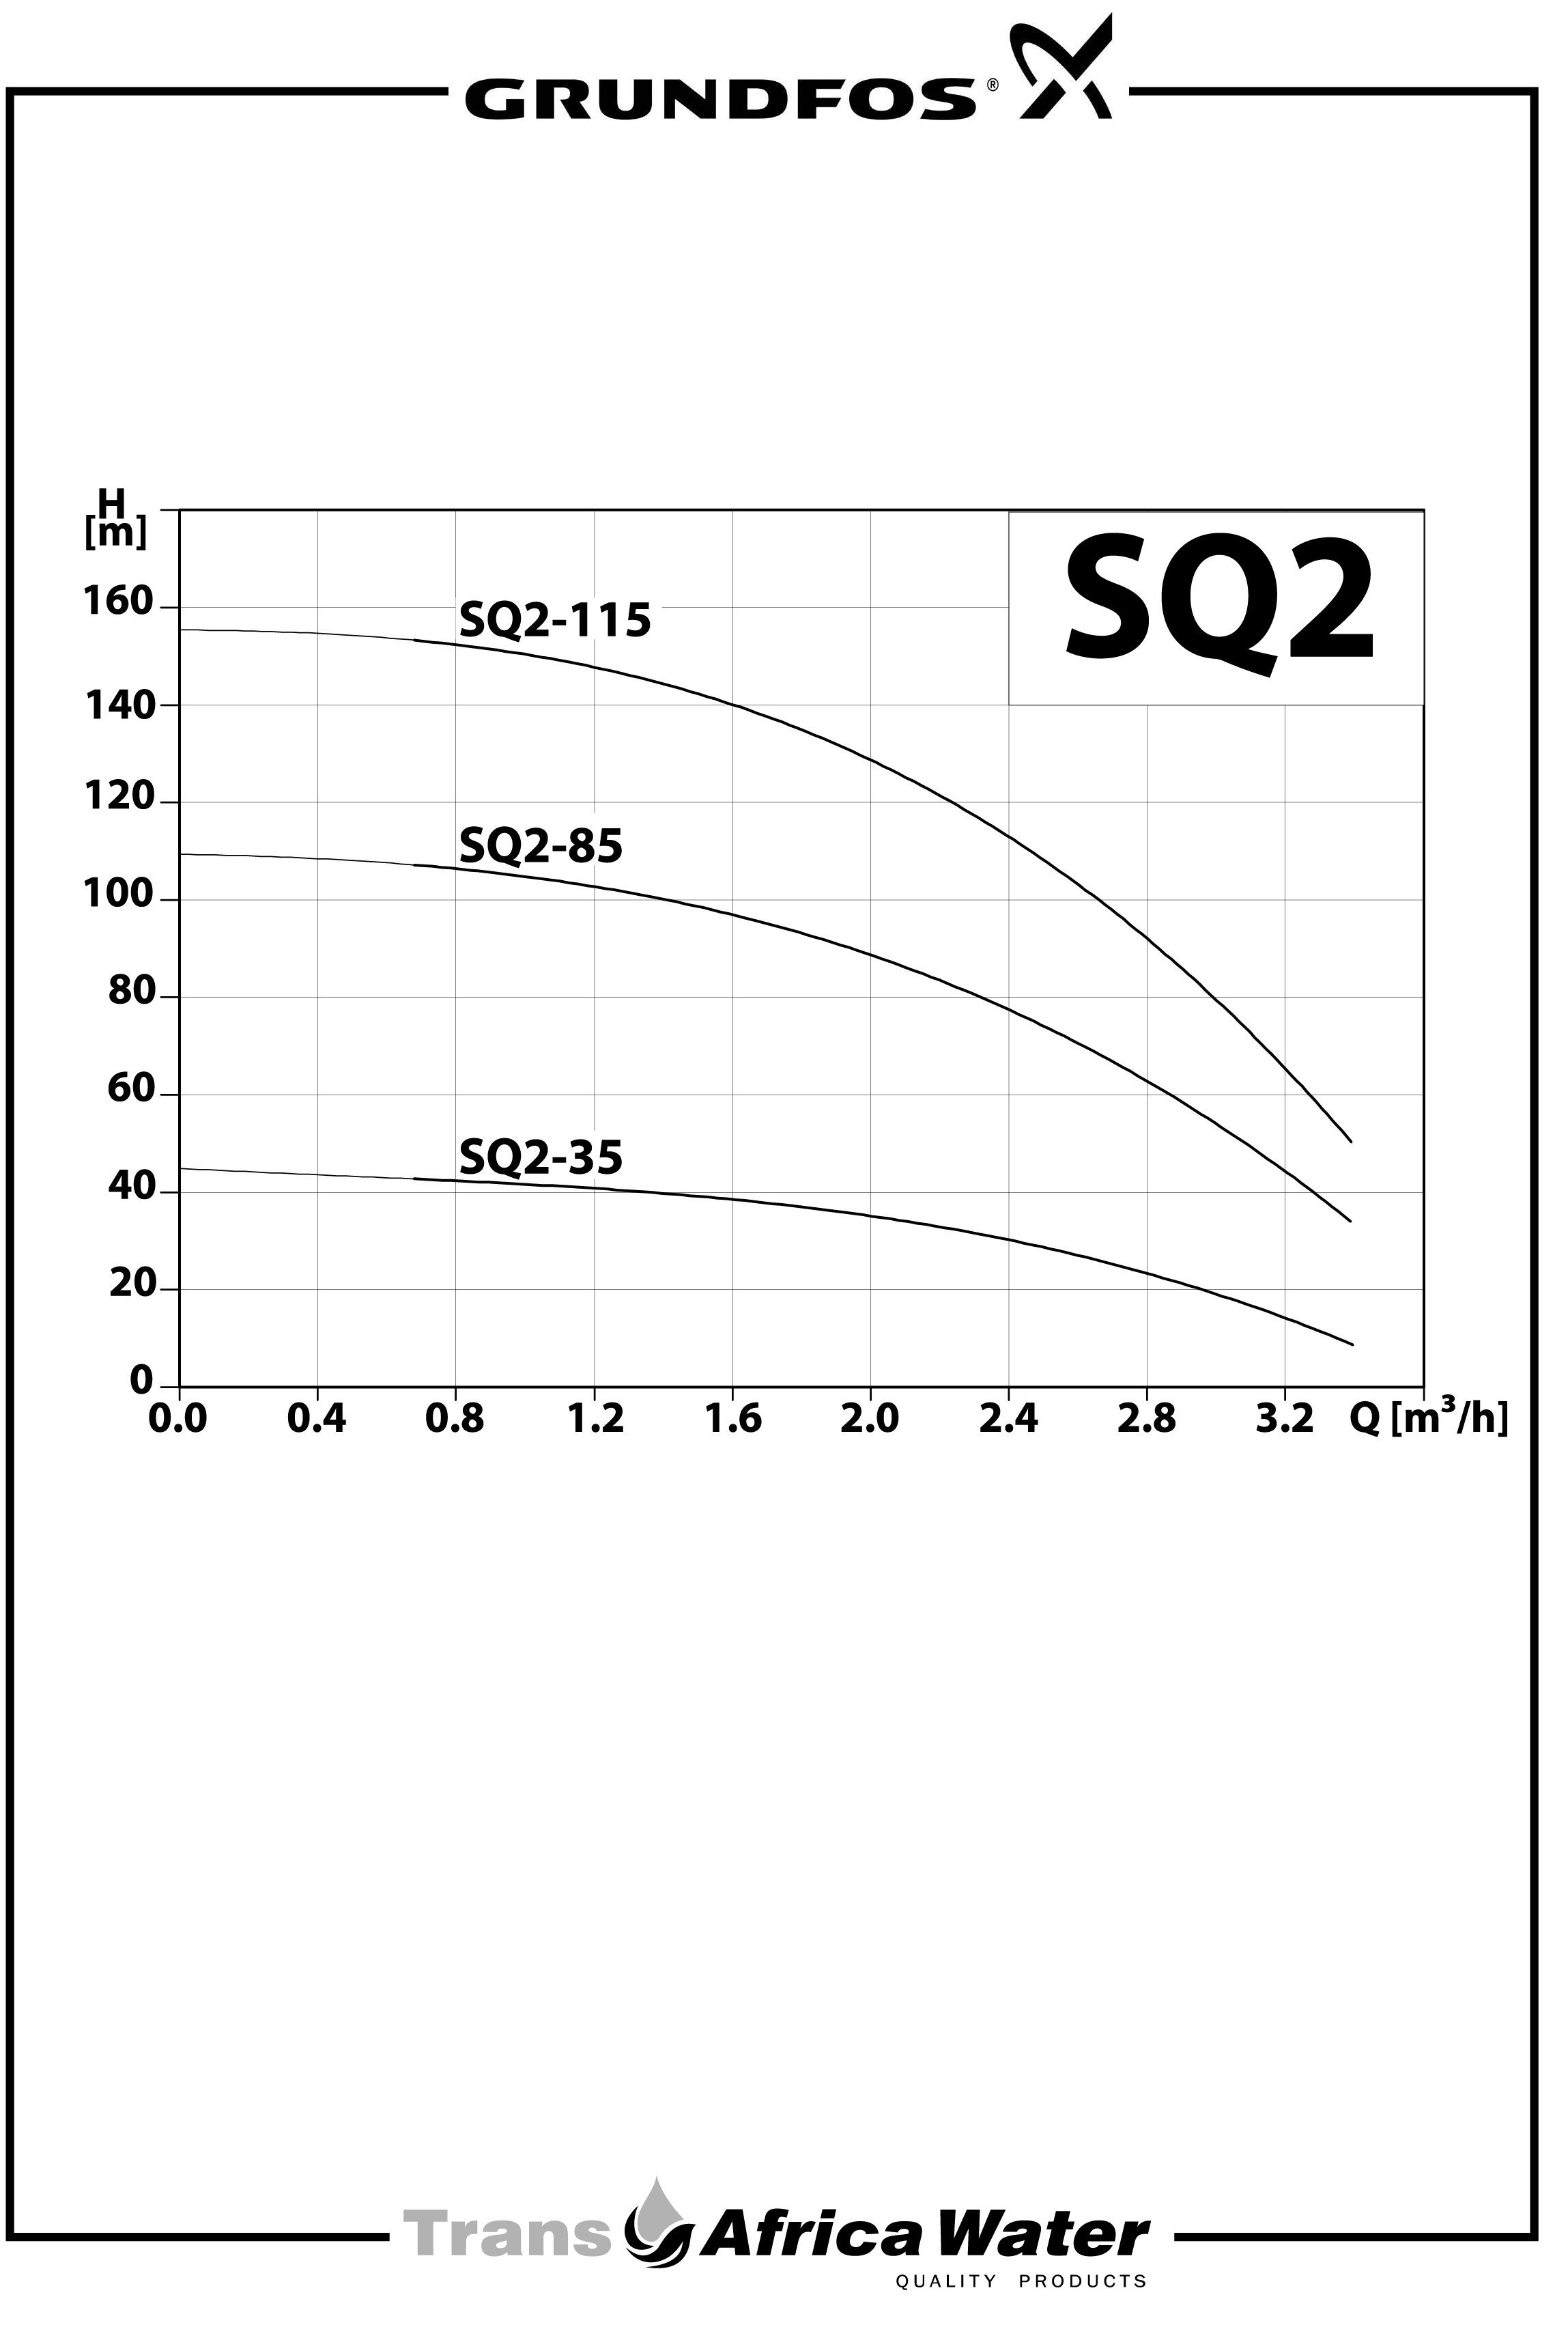 GRUNDFOS®
H
[m]
SQ2
160
SQ2-115
140
120
SQ2-85
100
80
60
SQ2-35
40
20
0
0.0 0.4 0.8 1.2 1.6 2.0 2.4 2.8 3.2 Q [m³/h]
Trans Africa Water
QUALITY PRODUCTS